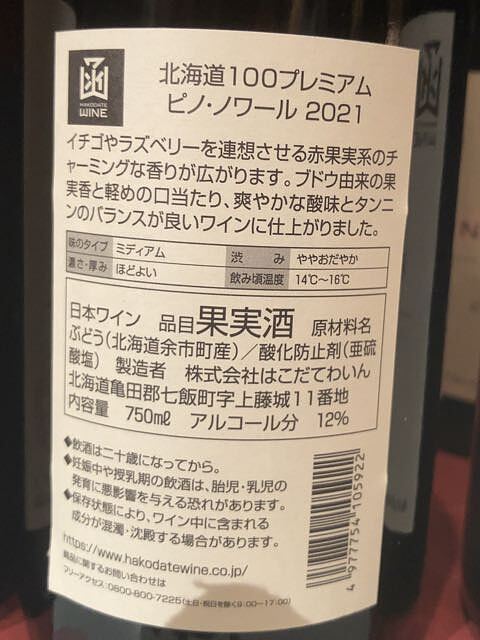 HAKODATE
WINE
北海道100プレミアム
ピノ・ノワール 2021
イチゴやラズベリーを連想させる赤果実系のチ
ャーミングな香りが広がります。ブドウ由来の果
実香と軽めの口当たり、爽やかな酸味とタンニ
ンのバランスが良いワインに仕上がりました。
味のタイプ ミディアム 渋み ややおだやか
濃さ・厚み ほどよい 飲み頃温度 14℃〜16℃
日本ワイン 品目果実酒 原材料名
ぶどう(北海道余市町産)/酸化防止剤(亜硫
酸塩) 製造者 株式会社はこだてわいん
北海道亀田郡七飯町字上藤城11番地
内容量 750mℓ アルコール分 12%
◆飲酒は二十歳になってから。
◆妊娠中や授乳期の飲酒は、胎児・乳児の
発育に悪影響を与える恐れがあります。
◆保存状態により、ワイン中に含まれる
成分が混濁・沈殿する場合があります。
https://www.hakodatewine.co.jp/
商品に関するお問い合わせは
フリーアクセス:0800-800-7225(土日・祝日を除く9:00〜17:00)
4 977754 105922